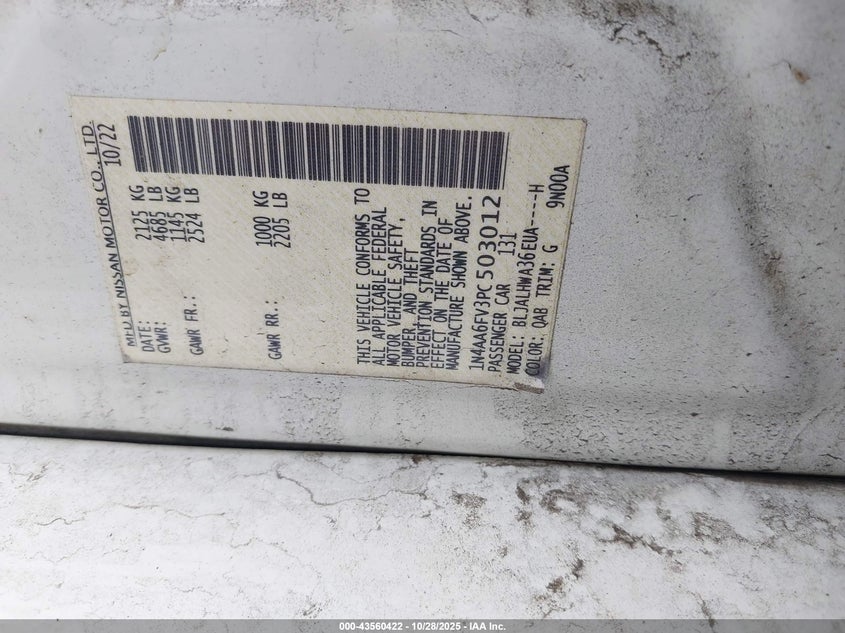 MFD BY NISSAN MOTOR CO., LTD.
DATE: 10/22
GVWR: 2125 KG
4685 LB
GAWR FR.: 1145 KG
2524 LB
GAWR RR.: 1000 KG
2205 LB
THIS VEHICLE CONFORMS TO
ALL APPLICABLE FEDERAL
MOTOR VEHICLE SAFETY,
BUMPER, AND THEFT
PREVENTION STANDARDS IN
EFFECT ON THE DATE OF
MANUFACTURE SHOWN ABOVE.
1N4AA6FV3PC503012
PASSENGER CAR 131
MODEL: BLJALHWA36EUA----H
COLOR: QAB TRIM: G 9N00A
000-43560422 - 10/28/2025 - IAA Inc.